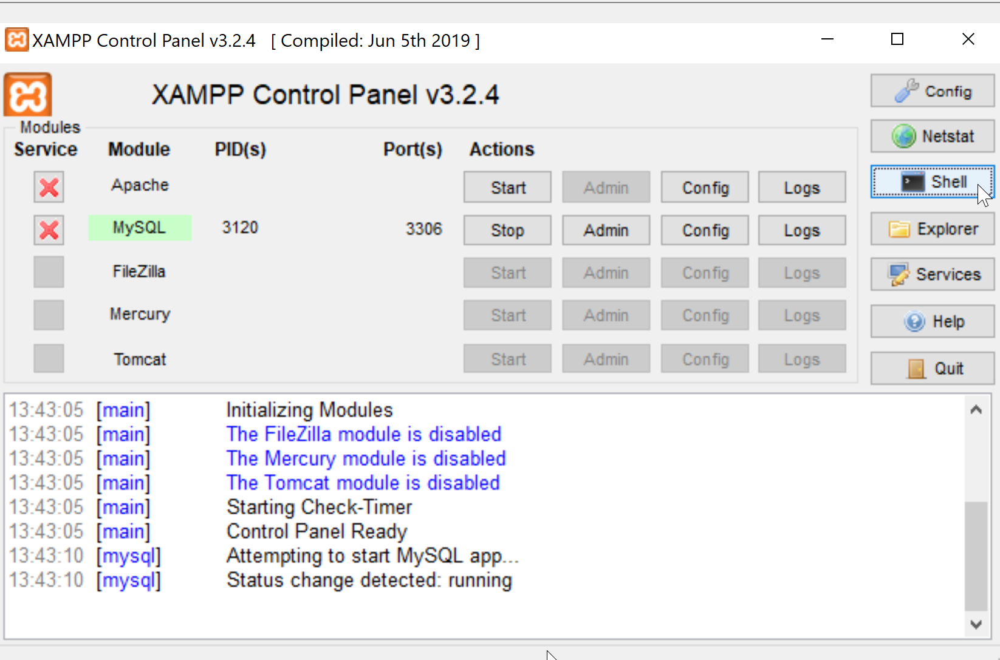 XAMPP Control Panel v3.2.4 [ Compiled: Jun 5th 2019 ]
XAMPP Control Panel v3.2.4
Config
Netstat
Shell
Explorer
Services
Help
Quit
Modules
Service Module PID(s) Port(s) Actions
Apache Start Admin Config Logs
MySQL 3120 3306 Stop Admin Config Logs
FileZilla Start Admin Config Logs
Mercury Start Admin Config Logs
Tomcat Start Admin Config Logs
13:43:05 [main] Initializing Modules
13:43:05 [main] The FileZilla module is disabled
13:43:05 [main] The Mercury module is disabled
13:43:05 [main] The Tomcat module is disabled
13:43:05 [main] Starting Check-Timer
13:43:05 [main] Control Panel Ready
13:43:10 [mysql] Attempting to start MySQL app...
13:43:10 [mysql] Status change detected: running